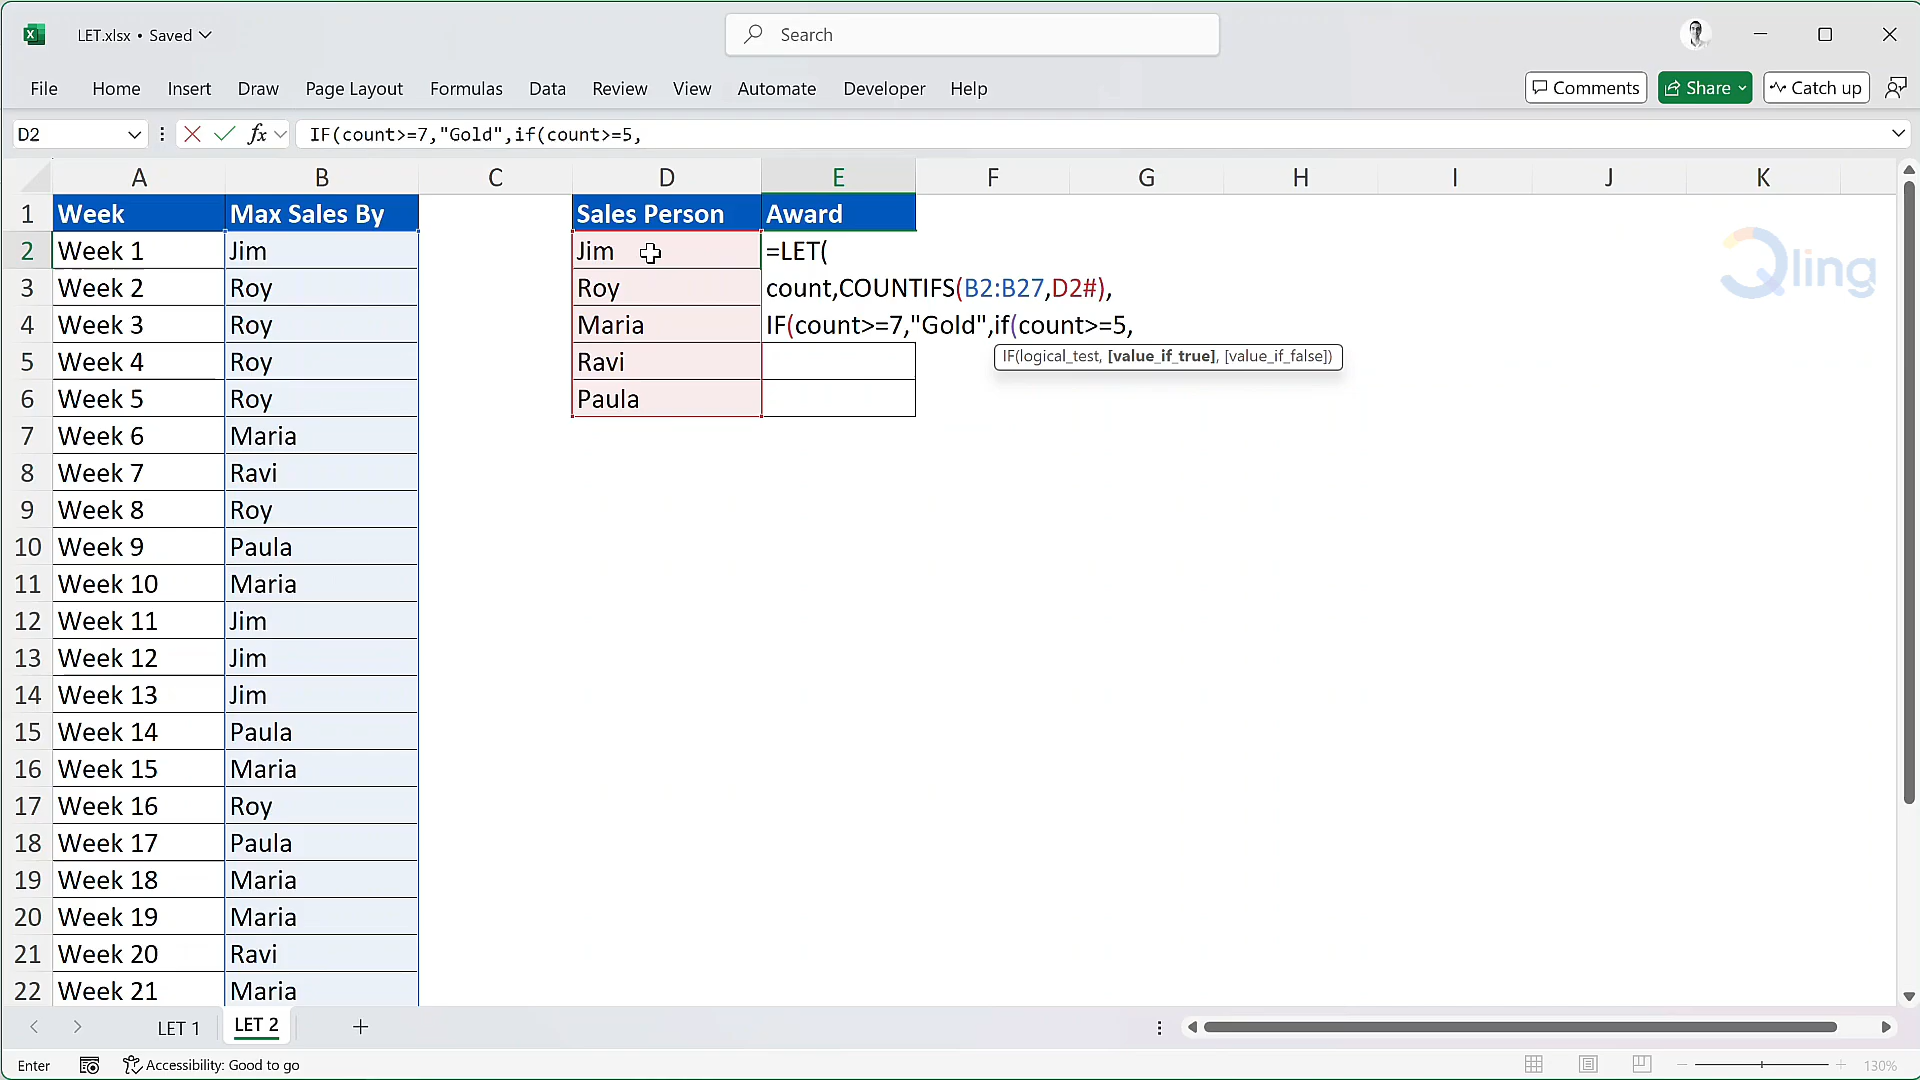 LET.xlsx • Saved
Search
File Home Insert Draw Page Layout Formulas Data Review View Automate Developer Help
Comments Share Catch up
D2 fx IF(count>=7,"Gold",if(count>=5,
A B C D E F G H I J K
1 Week Max Sales By Sales Person Award
2 Week 1 Jim Jim =LET(
3 Week 2 Roy Roy count,COUNTIFS(B2:B27,D2#),
4 Week 3 Roy Maria IF(count>=7,"Gold",if(count>=5,
5 Week 4 Roy Ravi
IF(logical_test, [value_if_true], [value_if_false])
6 Week 5 Roy Paula
7 Week 6 Maria
8 Week 7 Ravi
9 Week 8 Roy
10 Week 9 Paula
11 Week 10 Maria
12 Week 11 Jim
13 Week 12 Jim
14 Week 13 Jim
15 Week 14 Paula
16 Week 15 Maria
17 Week 16 Roy
18 Week 17 Paula
19 Week 18 Maria
20 Week 19 Maria
21 Week 20 Ravi
22 Week 21 Maria
Qling
LET 1 LET 2
Enter Accessibility: Good to go 130%